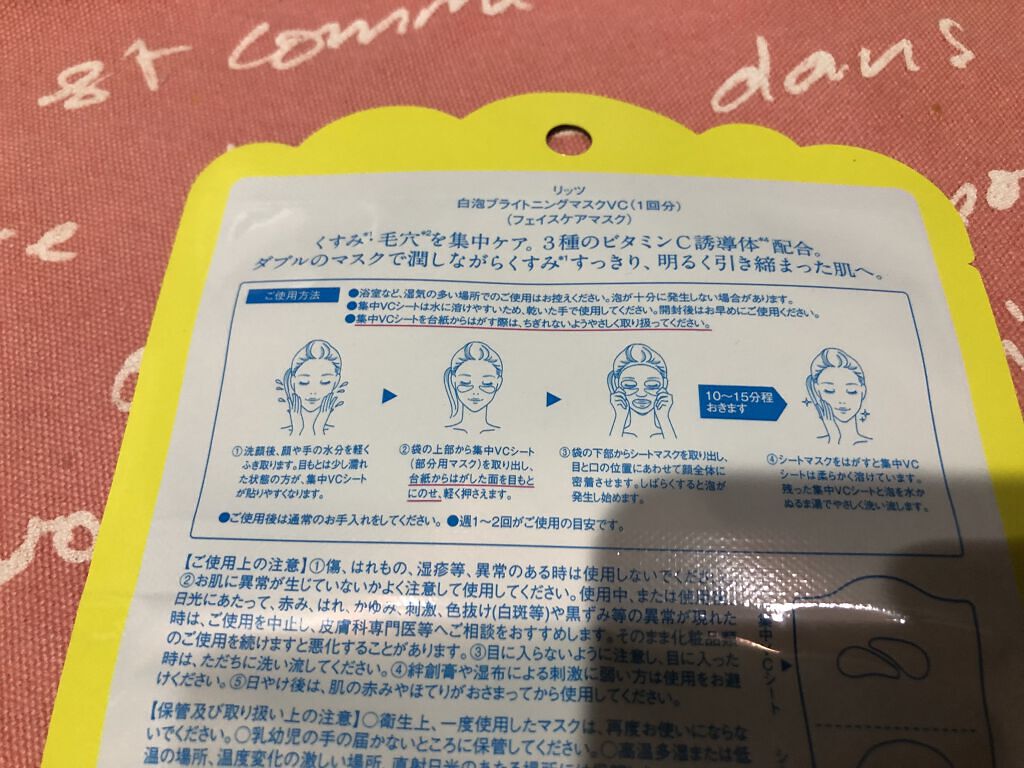 et comm
dans
リッツ
白泡ブライトニングマスクVC(1回分)
(フェイスケアマスク)
くすみ*1・毛穴*2を集中ケア。3種のビタミンC誘導体*4配合。
ダブルのマスクで潤しながらくすみ*1すっきり、明るく引き締まった肌へ。
ご使用方法
●浴室など、湿気の多い場所でのご使用はお控えください。泡が十分に発生しない場合があります。
●集中VCシートは水に溶けやすいため、乾いた手で使用してください。開封後はお早めにご使用ください。
●集中VCシートを台紙からはがす際は、ちぎれないようやさしく取り扱ってください。
10〜15分程
おきます
①洗顔後、顔や手の水分を軽く
ふき取ります。目もとは少し濡れ
た状態の方が、集中VCシート
が貼りやすくなります。
②袋の上部から集中VCシート
(部分用マスク)を取り出し、
台紙からはがした面を目もと
にのせ、軽く押さえます。
③袋の下部からシートマスクを取り出し、
目と口の位置にあわせて顔全体に
密着させます。しばらくすると泡が
発生し始めます。
④シートマスクをはがすと集中VC
シートは柔らかく溶けています。
残った集中VCシートと泡を水か
ぬるま湯でやさしく洗い流します。
●ご使用後は通常のお手入れをしてください。 ●週1〜2回がご使用の目安です。
【ご使用上の注意】①傷、はれもの、湿疹等、異常のある時は使用しないでください。
②お肌に異常が生じていないかよく注意して使用してください。使用中、または使用後
日光にあたって、赤み、はれ、かゆみ、刺激、色抜け(白斑等)や黒ずみ等の異常が現れた
時は、ご使用を中止し、皮膚科専門医等へご相談をおすすめします。そのまま化粧品類
のご使用を続けますと悪化することがあります。③目に入らないように注意し、目に入った
時は、ただちに洗い流してください。④絆創膏や湿布による刺激に弱い方は使用をお避
けください。⑤日やけ後は、肌の赤みやほてりがおさまってから使用してください。
【保管及び取り扱い上の注意】○衛生上、一度使用したマスクは、再度お使いにならな
いでください。○乳幼児の手の届かないところに保管してください。○高温多湿または低
温の場所、温度変化の激しい場所、直射日光のあたる場所には
集中VCシート